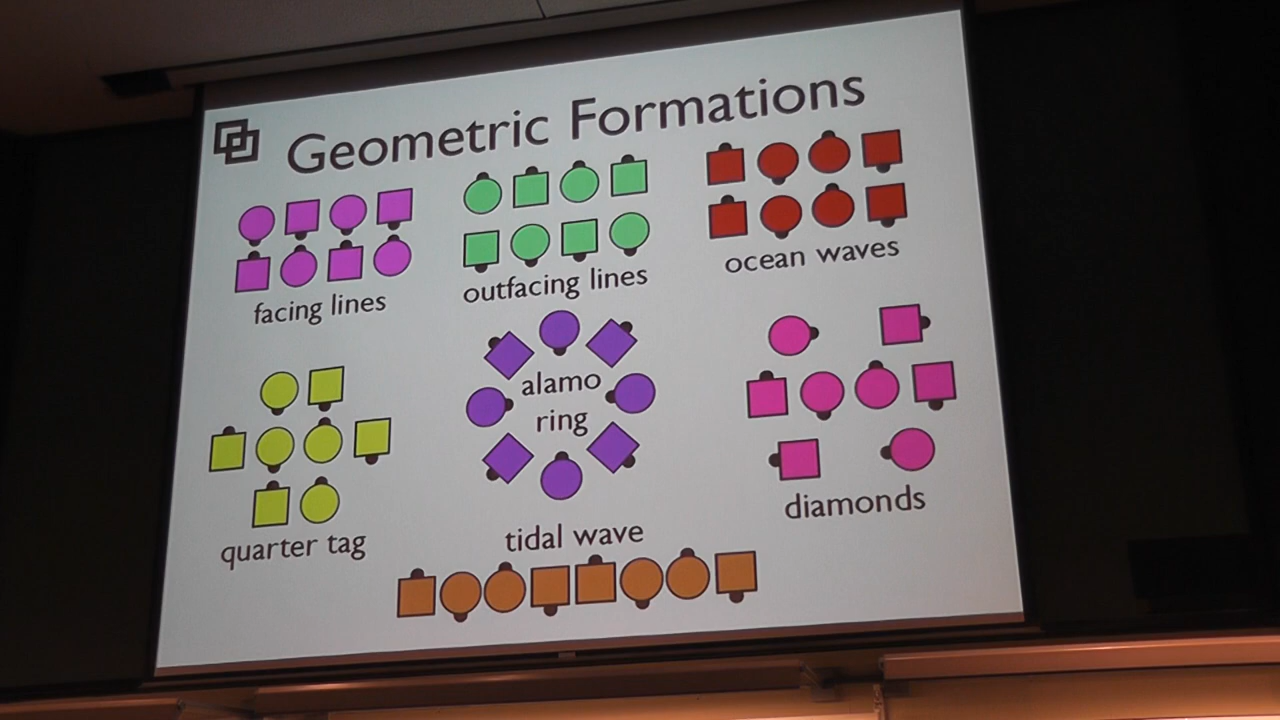 Geometric Formations
facing lines
outfacing lines
ocean waves
alamo
ring
quarter tag
tidal wave
diamonds